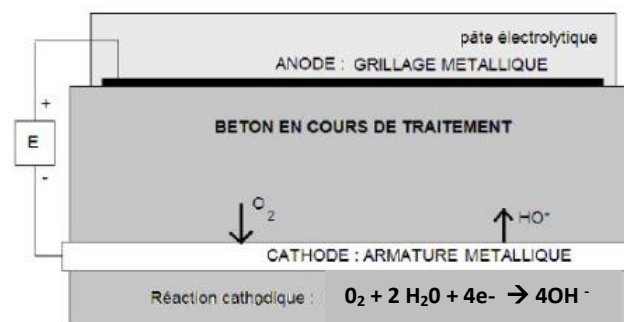 pâte électrolytique
ANODE : GRILLAGE METALLIQUE
+
BETON EN COURS DE TRAITEMENT
E
-
O2
HO-
CATHODE : ARMATURE METALLIQUE
Réaction cathodique : 0₂ + 2 H₂0 + 4e- → 4OH ⁻